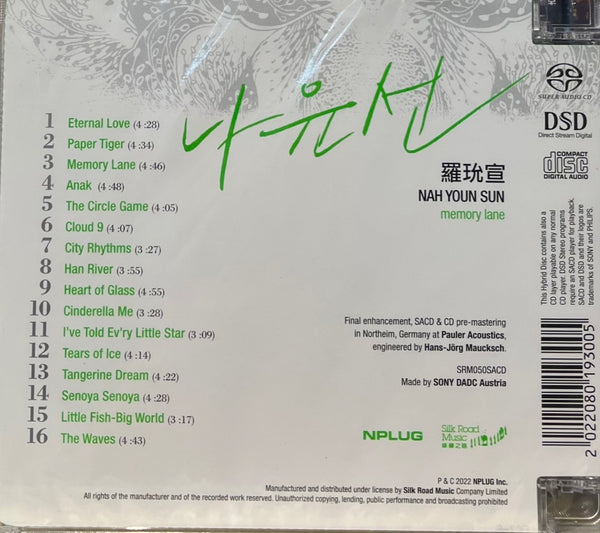 나윤선
SUPER AUDIO CD
DSD
Direct Stream Digital
COMPACT
disc
DIGITAL AUDIO
羅玧宣
NAH YOUN SUN
memory lane
1 Eternal Love (4 :28)
2 Paper Tiger (4 :34)
3 Memory Lane (4 :46)
4 Anak (4 :48)
5 The Circle Game (4 :05)
6 Cloud 9 (4 :07)
7 City Rhythms (3 :27)
8 Han River (3 :55)
9 Heart of Glass (4 :55)
10 Cinderella Me (3 :28)
11 I've Told Ev'ry Little Star (3 :09)
12 Tears of Ice (4 :14)
13 Tangerine Dream (4 :22)
14 Senoya Senoya (4 :28)
15 Little Fish-Big World (3 :17)
16 The Waves (4 :43)
This Hybrid Disc contains also a
CD layer playable on any normal
CD player. DSD Stereo programs
require an SACD player for playback.
SACD and DSD and their logos are
trademarks of SONY and PHILIPS.
Final enhancement, SACD & CD pre-mastering
in Northeim, Germany at Pauler Acoustics,
engineered by Hans-Jörg Maucksch.
SRM050SACD
Made by SONY DADC Austria
2 022080 193005
NPLUG
Silk Road
Music
P & C 2022 NPLUG Inc.
Manufactured and distributed under license by Silk Road Music Company Limited
All rights of the manufacturer and of the recorded work reserved. Unauthorized copying, lending, public performance and broadcasting prohibited